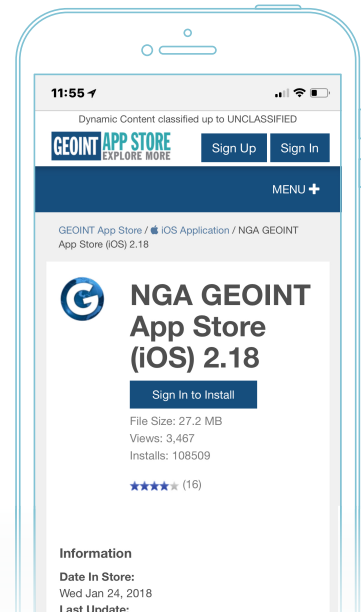 11:55
Dynamic Content classified up to UNCLASSIFIED
GEOINT APP STORE
EXPLORE MORE
Sign Up
Sign In
MENU
GEOINT App Store / iOS Application / NGA GEOINT
App Store (iOS) 2.18
G
NGA GEOINT
App Store
(iOS) 2.18
Sign In to Install
File Size: 27.2 MB
Views: 3,467
Installs: 108509
(16)
Information
Date In Store:
Wed Jan 24, 2018
Last Update: